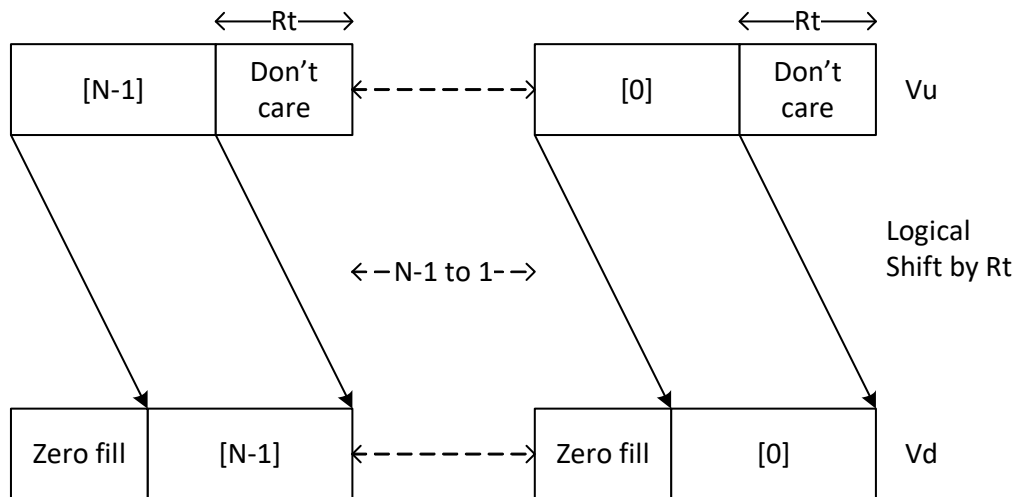 Rt
Rt
[N-1]
Don’t
care
[0]
Don’t
care
Vu
Logical
Shift by Rt
N-1 to 1
Zero fill
[N-1]
Zero fill
[0]
Vd